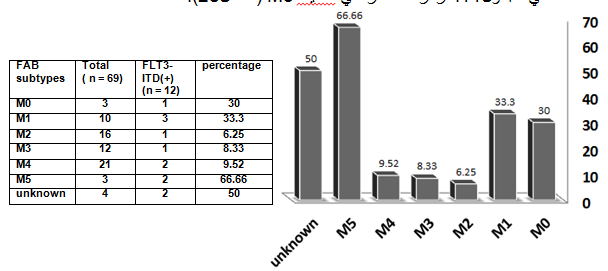 FAB subtypes | Total ( n = 69) | FLT3-ITD(+) (n = 12) | percentage
M0 | 3 | 1 | 30
M1 | 10 | 3 | 33.3
M2 | 16 | 1 | 6.25
M3 | 12 | 1 | 8.33
M4 | 21 | 2 | 9.52
M5 | 3 | 2 | 66.66
unknown | 4 | 2 | 50
50
66.66
9.52
8.33
6.25
33.3
30
70
60
50
40
30
20
10
0
unknown
M5
M4
M3
M2
M1
M0